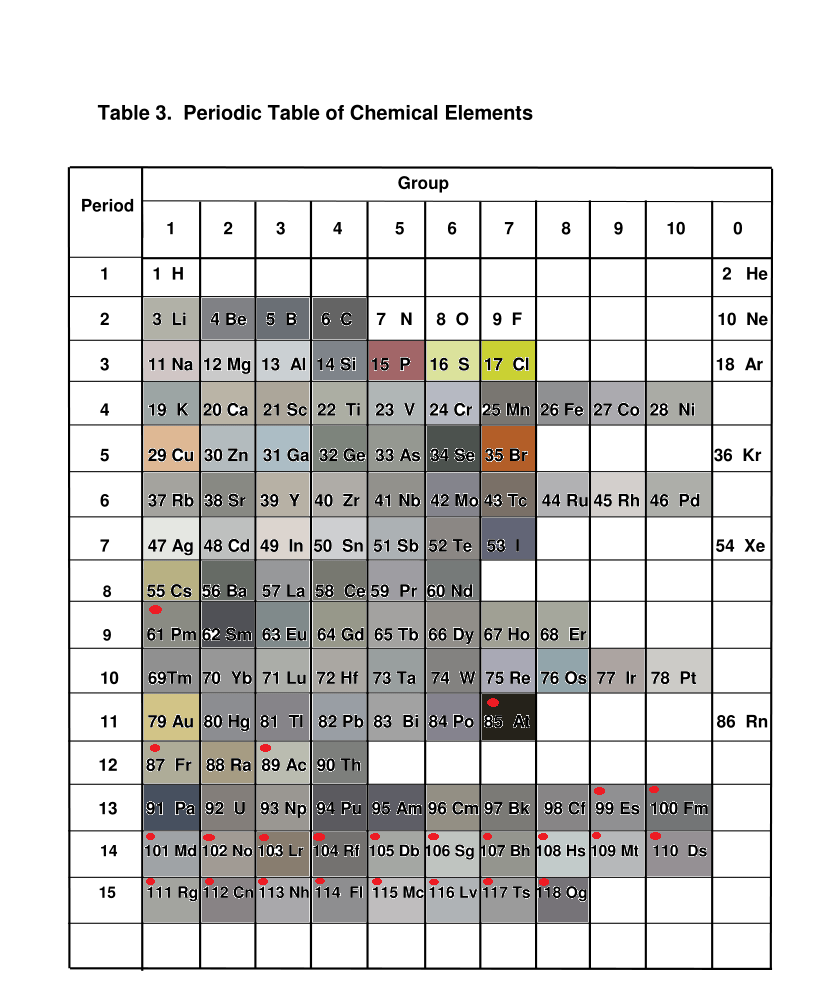 Table 3. Periodic Table of Chemical Elements
Period Group
1 2 3 4 5 6 7 8 9 10 0
1 1 H 2 He
2 3 Li 4 Be 5 B 6 C 7 N 8 O 9 F 10 Ne
3 11 Na 12 Mg 13 Al 14 Si 15 P 16 S 17 Cl 18 Ar
4 19 K 20 Ca 21 Sc 22 Ti 23 V 24 Cr 25 Mn 26 Fe 27 Co 28 Ni
5 29 Cu 30 Zn 31 Ga 32 Ge 33 As 34 Se 35 Br 36 Kr
6 37 Rb 38 Sr 39 Y 40 Zr 41 Nb 42 Mo 43 Tc 44 Ru 45 Rh 46 Pd
7 47 Ag 48 Cd 49 In 50 Sn 51 Sb 52 Te 53 I 54 Xe
8 55 Cs 56 Ba 57 La 58 Ce 59 Pr 60 Nd
9 61 Pm 62 Sm 63 Eu 64 Gd 65 Tb 66 Dy 67 Ho 68 Er
10 69Tm 70 Yb 71 Lu 72 Hf 73 Ta 74 W 75 Re 76 Os 77 Ir 78 Pt
11 79 Au 80 Hg 81 Tl 82 Pb 83 Bi 84 Po 85 At 86 Rn
12 87 Fr 88 Ra 89 Ac 90 Th
13 91 Pa 92 U 93 Np 94 Pu 95 Am 96 Cm 97 Bk 98 Cf 99 Es 100 Fm
14 101 Md 102 No 103 Lr 104 Rf 105 Db 106 Sg 107 Bh 108 Hs 109 Mt 110 Ds
15 111 Rg 112 Cn 113 Nh 114 Fl 115 Mc 116 Lv 117 Ts 118 Og